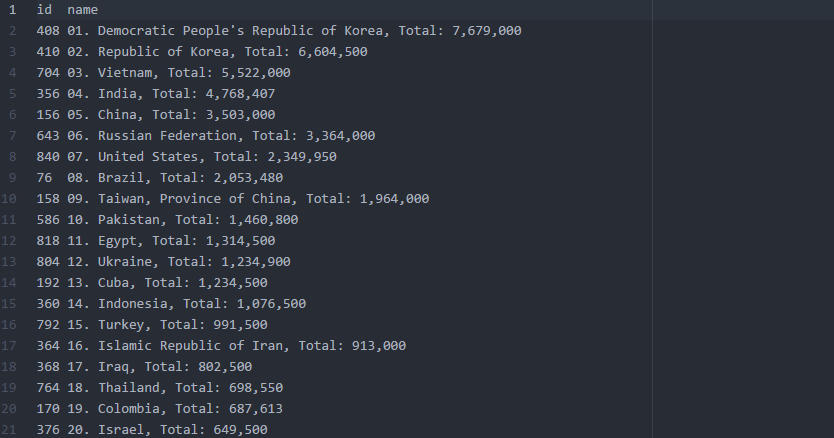 1 id name
2 408 01. Democratic People's Republic of Korea, Total: 7,679,000
3 410 02. Republic of Korea, Total: 6,604,500
4 704 03. Vietnam, Total: 5,522,000
5 356 04. India, Total: 4,768,407
6 156 05. China, Total: 3,503,000
7 643 06. Russian Federation, Total: 3,364,000
8 840 07. United States, Total: 2,349,950
9 76 08. Brazil, Total: 2,053,480
10 158 09. Taiwan, Province of China, Total: 1,964,000
11 586 10. Pakistan, Total: 1,460,800
12 818 11. Egypt, Total: 1,314,500
13 804 12. Ukraine, Total: 1,234,900
14 192 13. Cuba, Total: 1,234,500
15 360 14. Indonesia, Total: 1,076,500
16 792 15. Turkey, Total: 991,500
17 364 16. Islamic Republic of Iran, Total: 913,000
18 368 17. Iraq, Total: 802,500
19 764 18. Thailand, Total: 698,550
20 170 19. Colombia, Total: 687,613
21 376 20. Israel, Total: 649,500